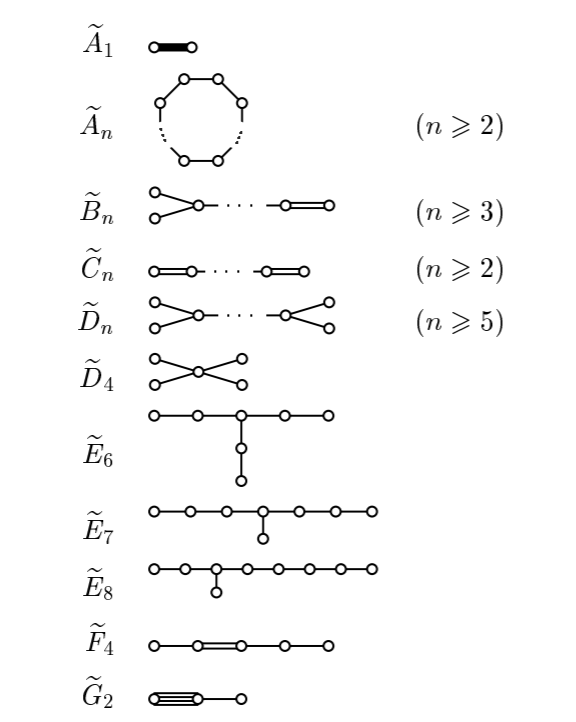 Ã₁
Ãₙ (n ⩾ 2)
B̃ₙ (n ⩾ 3)
C̃ₙ (n ⩾ 2)
D̃ₙ (n ⩾ 5)
D̃₄
Ẽ₆
Ẽ₇
Ẽ₈
F̃₄
G̃₂